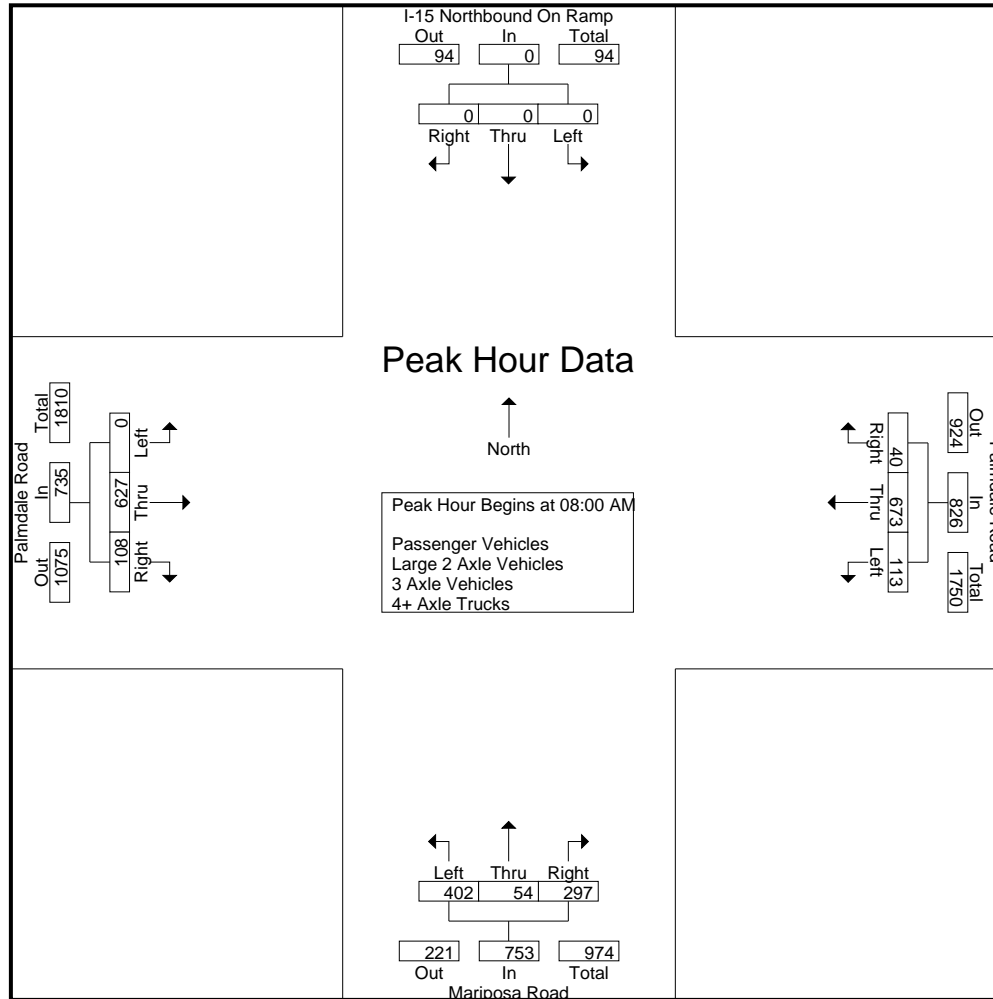 I-15 Northbound On Ramp
Out In Total
94 0 94
0 0 0
Right Thru Left
Peak Hour Data
North
Peak Hour Begins at 08:00 AM
Passenger Vehicles
Large 2 Axle Vehicles
3 Axle Vehicles
4+ Axle Trucks
Palmdale Road
Out In Total
1075 735 1810
108 627 0
Right Thru Left
Out In Total
924 826 1750
40 673 113
Right Thru Left
Left Thru Right
402 54 297
221 753 974
Out In Total
Mariposa Road